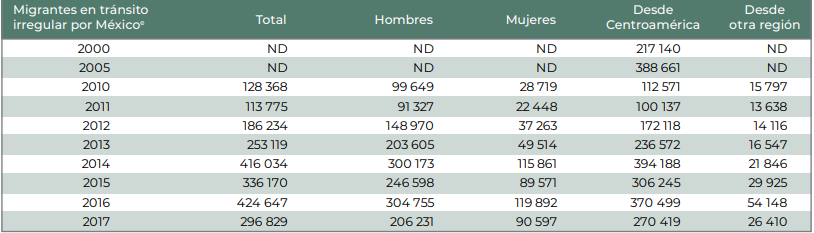 Migrantes en tránsito irregular por Méxicoᵉ Total Hombres Mujeres Desde Centroamérica Desde otra región
2000 ND ND ND 217 140 ND
2005 ND ND ND 388 661 ND
2010 128 368 99 649 28 719 112 571 15 797
2011 113 775 91 327 22 448 100 137 13 638
2012 186 234 148 970 37 263 172 118 14 116
2013 253 119 203 605 49 514 236 572 16 547
2014 416 034 300 173 115 861 394 188 21 846
2015 336 170 246 598 89 571 306 245 29 925
2016 424 647 304 755 119 892 370 499 54 148
2017 296 829 206 231 90 597 270 419 26 410